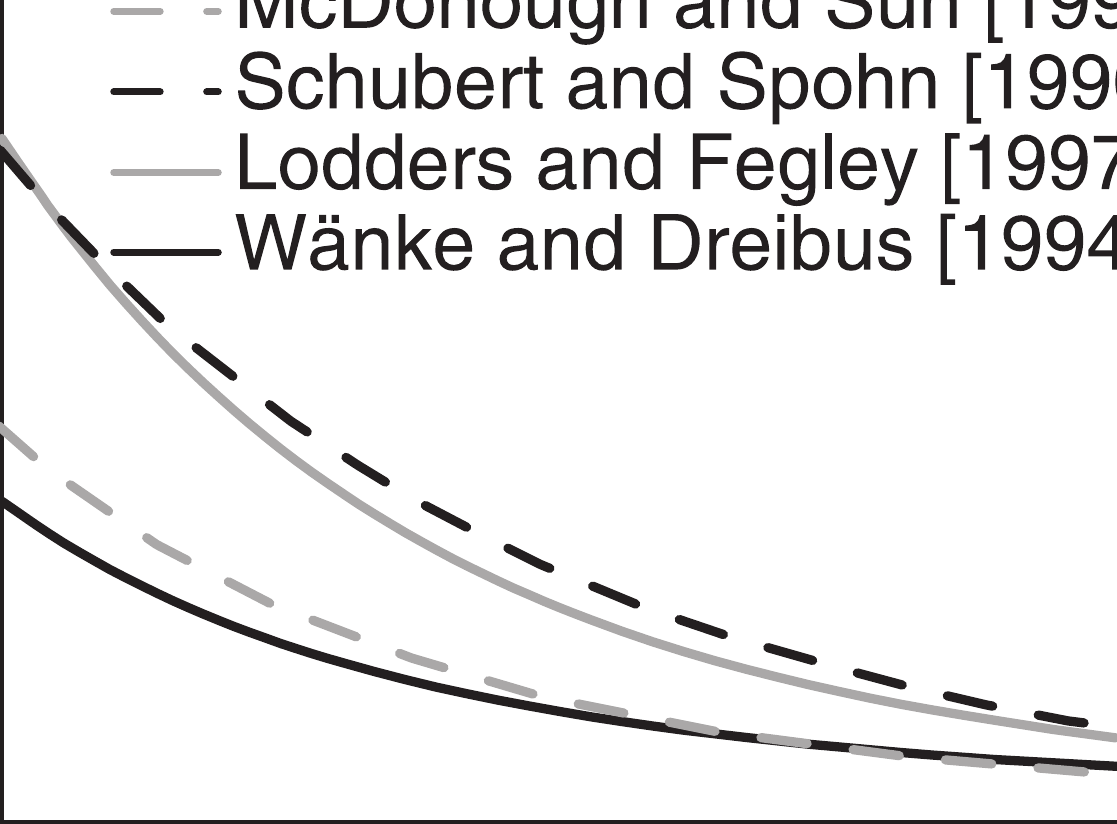 McDonough and Sun [199
Schubert and Spohn [199
Lodders and Fegley [1997
Wänke and Dreibus [1994